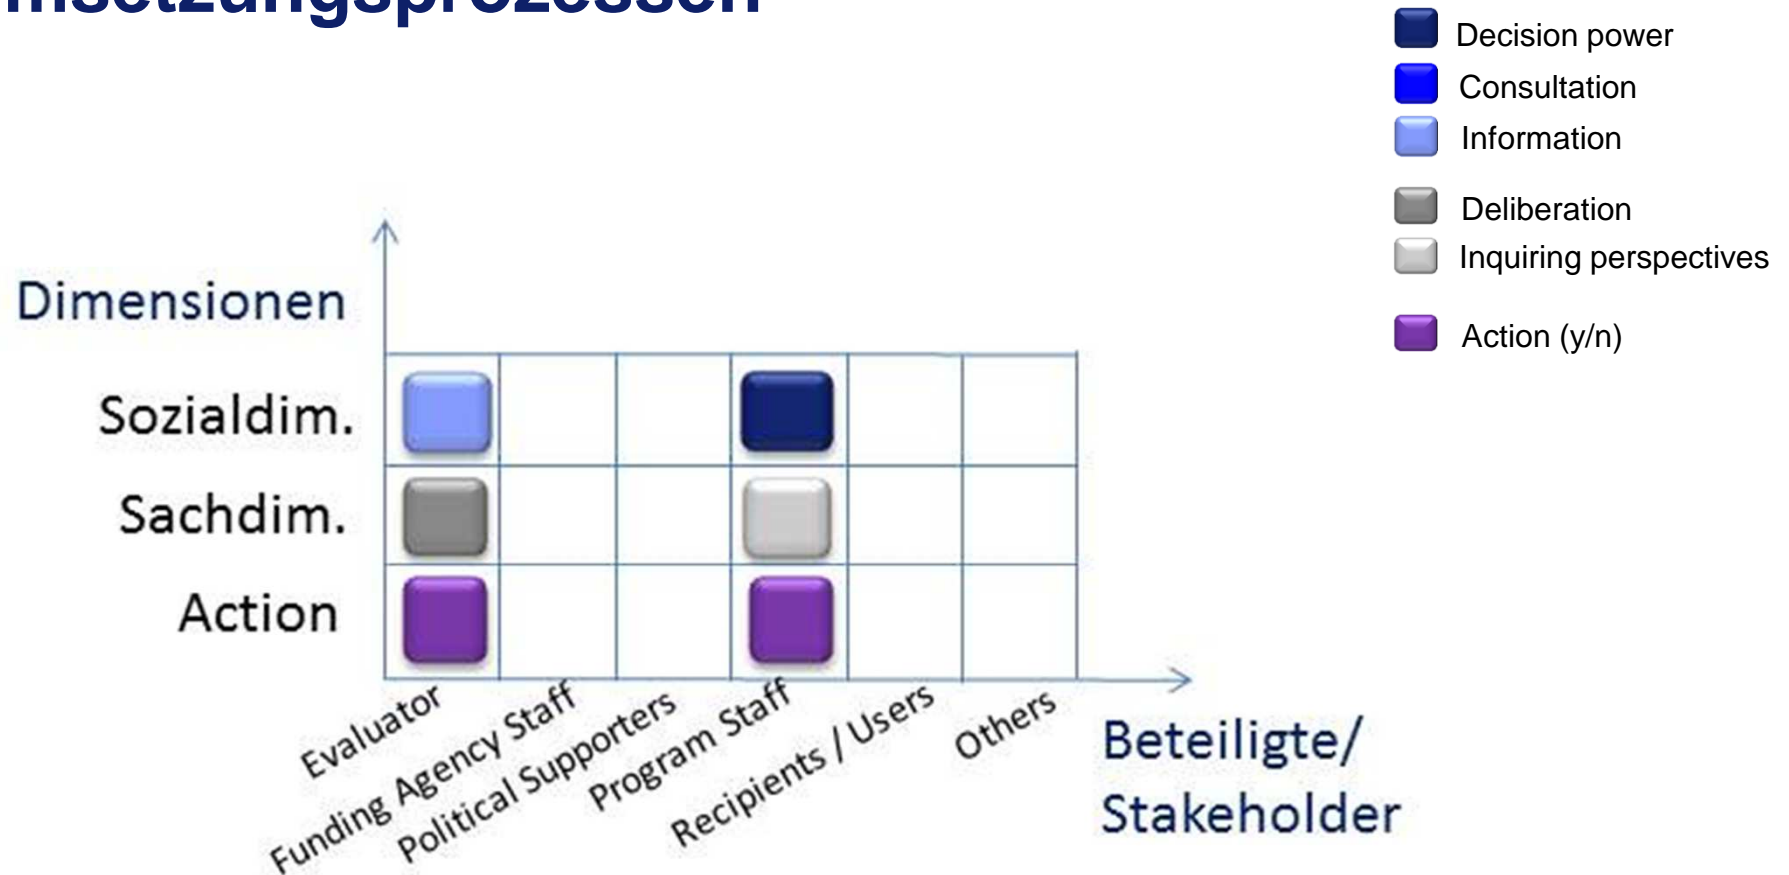 Decision power
Consultation
Information
Deliberation
Inquiring perspectives
Action (y/n)
Dimensionen
Sozialdim.
Sachdim.
Action
Evaluator
Funding Agency Staff
Political Supporters
Program Staff
Recipients / Users
Others
Beteiligte/
Stakeholder